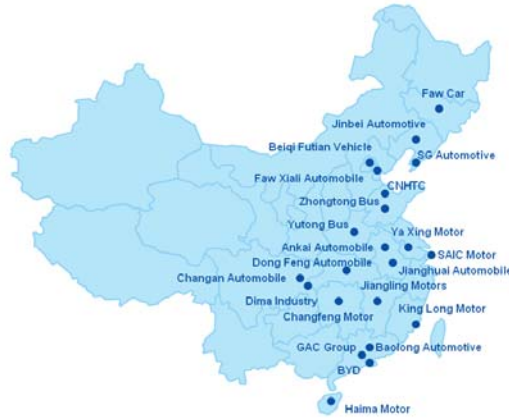 Faw Car
Jinbei Automotive
Beiqi Futian Vehicle
SG Automotive
Faw Xiali Automobile
CNHTC
Zhongtong Bus
Yutong Bus
Ya Xing Motor
Ankai Automobile
SAIC Motor
Dong Feng Automobile
Jianghuai Automobile
Changan Automobile
Jiangling Motors
Dima Industry
King Long Motor
Changfeng Motor
GAC Group
Baolong Automotive
BYD
Haima Motor